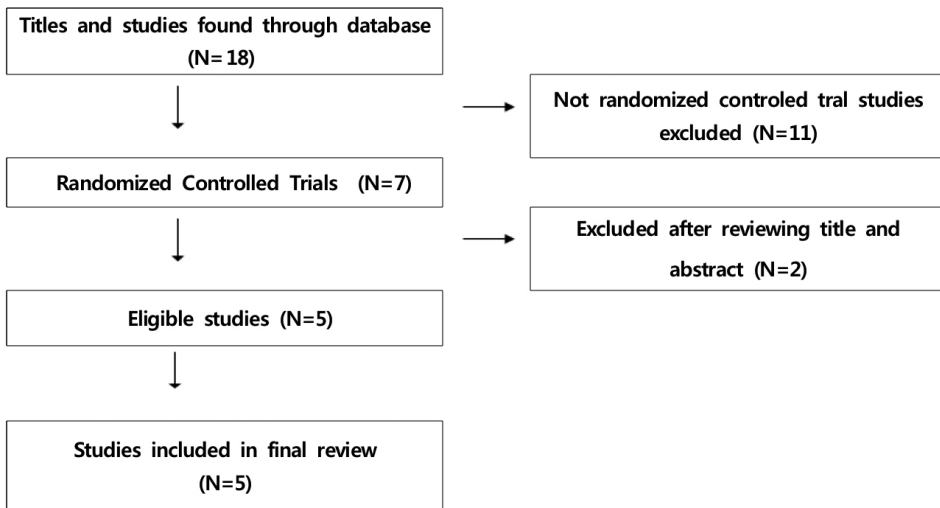 Titles and studies found through database
(N=18)
Not randomized controled tral studies
excluded (N=11)
Randomized Controlled Trials (N=7)
Excluded after reviewing title and
abstract (N=2)
Eligible studies (N=5)
Studies included in final review
(N=5)